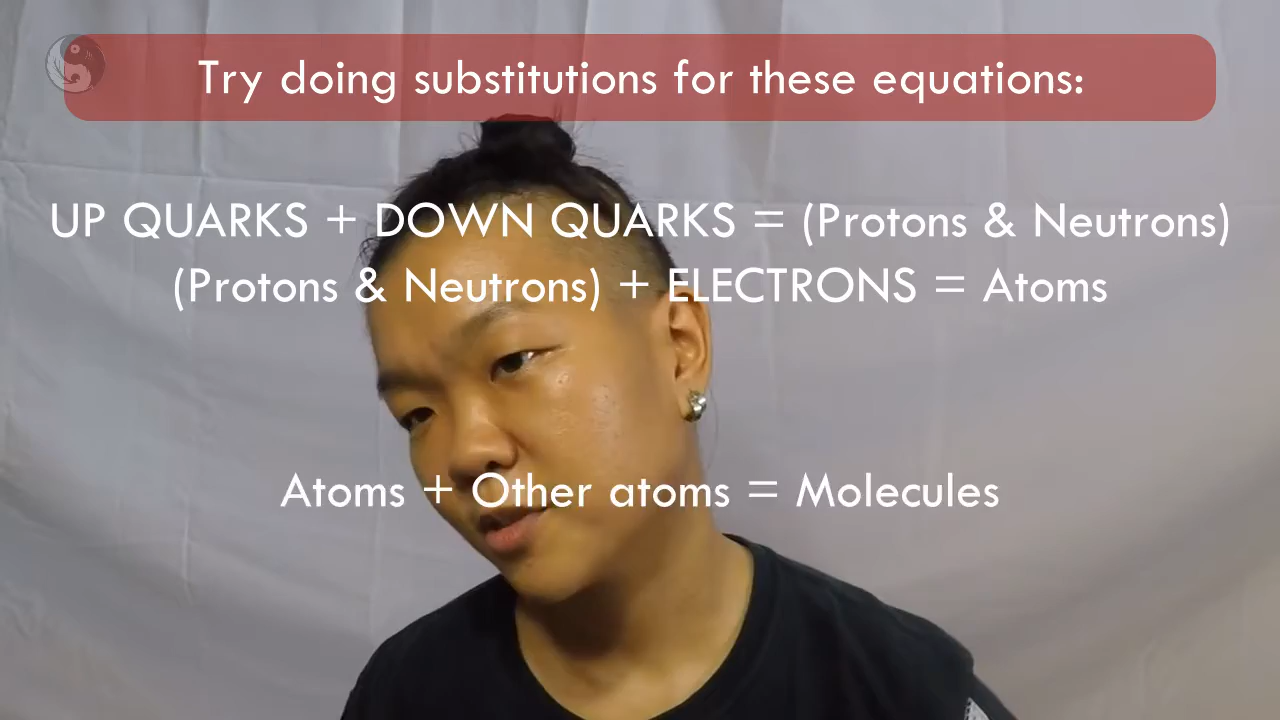 Try doing substitutions for these equations:
UP QUARKS + DOWN QUARKS = (Protons & Neutrons)
(Protons & Neutrons) + ELECTRONS = Atoms
Atoms + Other atoms = Molecules